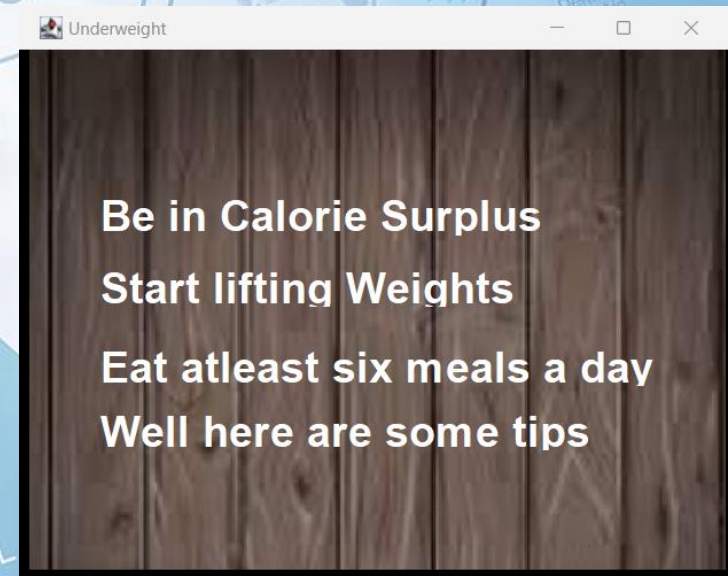 Underweight
Be in Calorie Surplus
Start lifting Weights
Eat atleast six meals a day
Well here are some tips